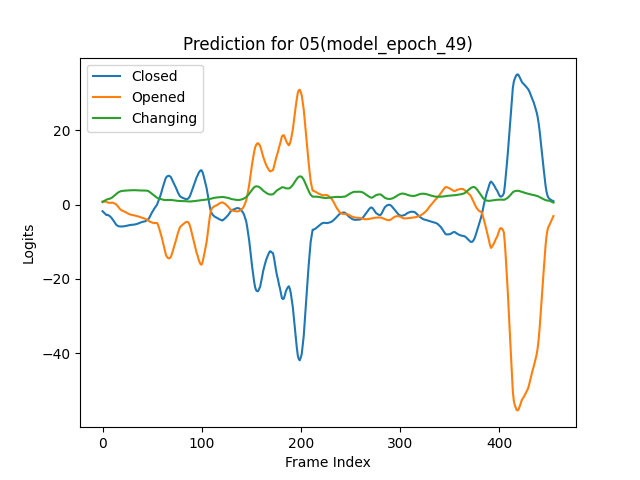 Prediction for 05(model_epoch_49)
Closed
Opened
Changing
20
0
−20
−40
Logits
0
100
200
300
400
Frame Index